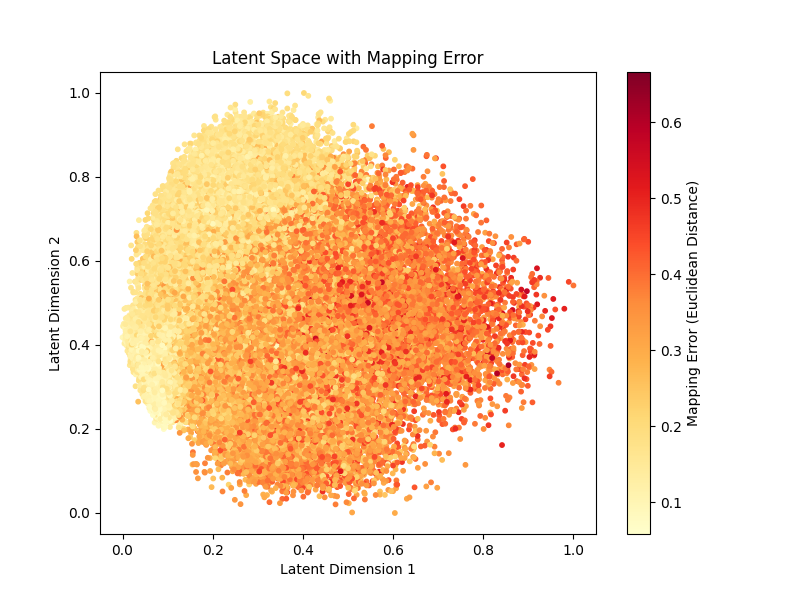 Latent Space with Mapping Error
Latent Dimension 2
1.0
0.8
0.6
0.4
0.2
0.0
0.0 0.2 0.4 0.6 0.8 1.0
Latent Dimension 1
0.6
0.5
0.4
0.3
0.2
0.1
Mapping Error (Euclidean Distance)